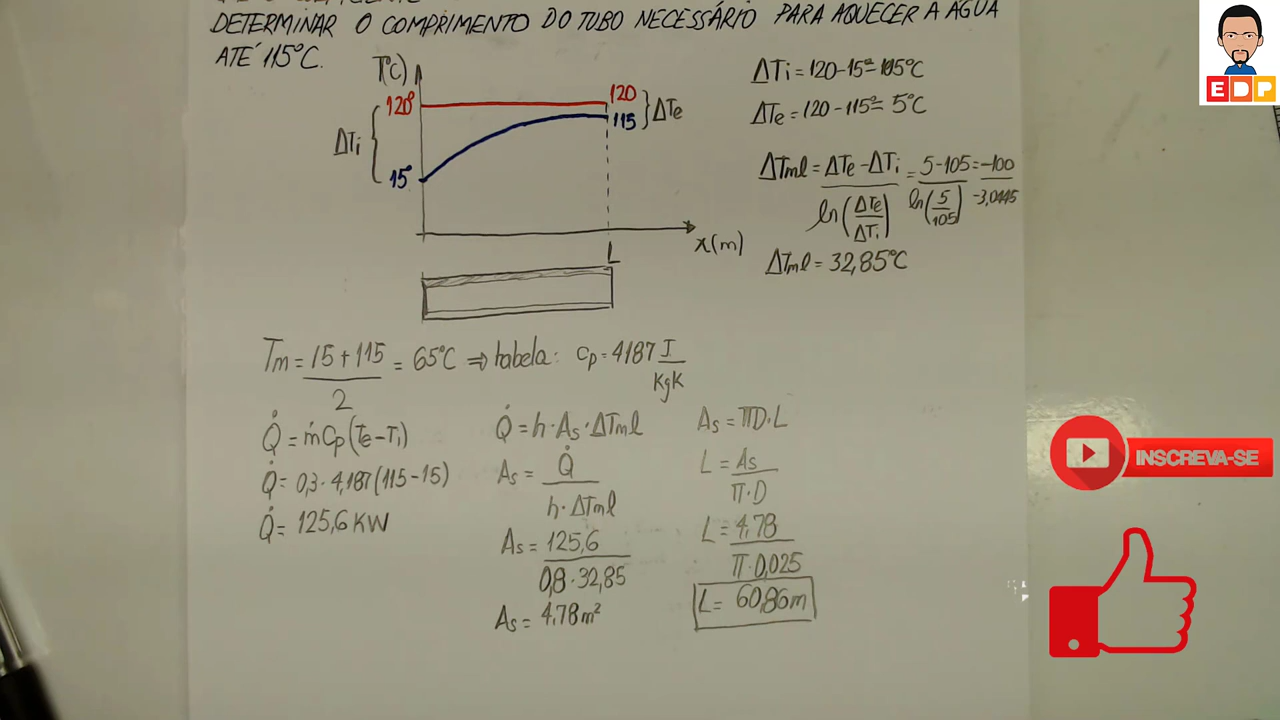 DETERMINAR O COMPRIMENTO DO TUBO NECESSÁRIO PARA AQUECER A ÁGUA
ATÉ 115°C.
T(°C)
120°
120
115
ΔTe
ΔTi
15°
x(m)
L
ΔTi = 120-15 = 105°C
ΔTe = 120-115 = 5°C
ΔTml = ΔTe - ΔTi / ln(ΔTe/ΔTi) = 5-105 / ln(5/105) = -100 / -3,0445
ΔTml = 32,85°C
Tm = 15 + 115 / 2 = 65°C ⇒ tabela: cp = 4187 J/KgK
Q̇ = ṁCp(Te-Ti)
Q̇ = 0,3 · 4,187(115-15)
Q̇ = 125,6 KW
Q̇ = h·As·ΔTml
As = Q̇ / h·ΔTml
As = 125,6 / 0,8·32,85
As = 4,78m²
As = πD·L
L = As / π·D
L = 4,78 / π·0,025
L = 60,86m
EDP
INSCREVA-SE